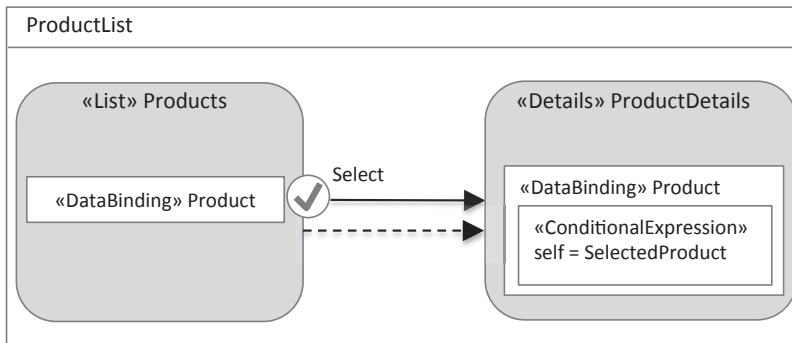 ProductList
«List» Products
«DataBinding» Product
Select
«Details» ProductDetails
«DataBinding» Product
«ConditionalExpression»
self = SelectedProduct